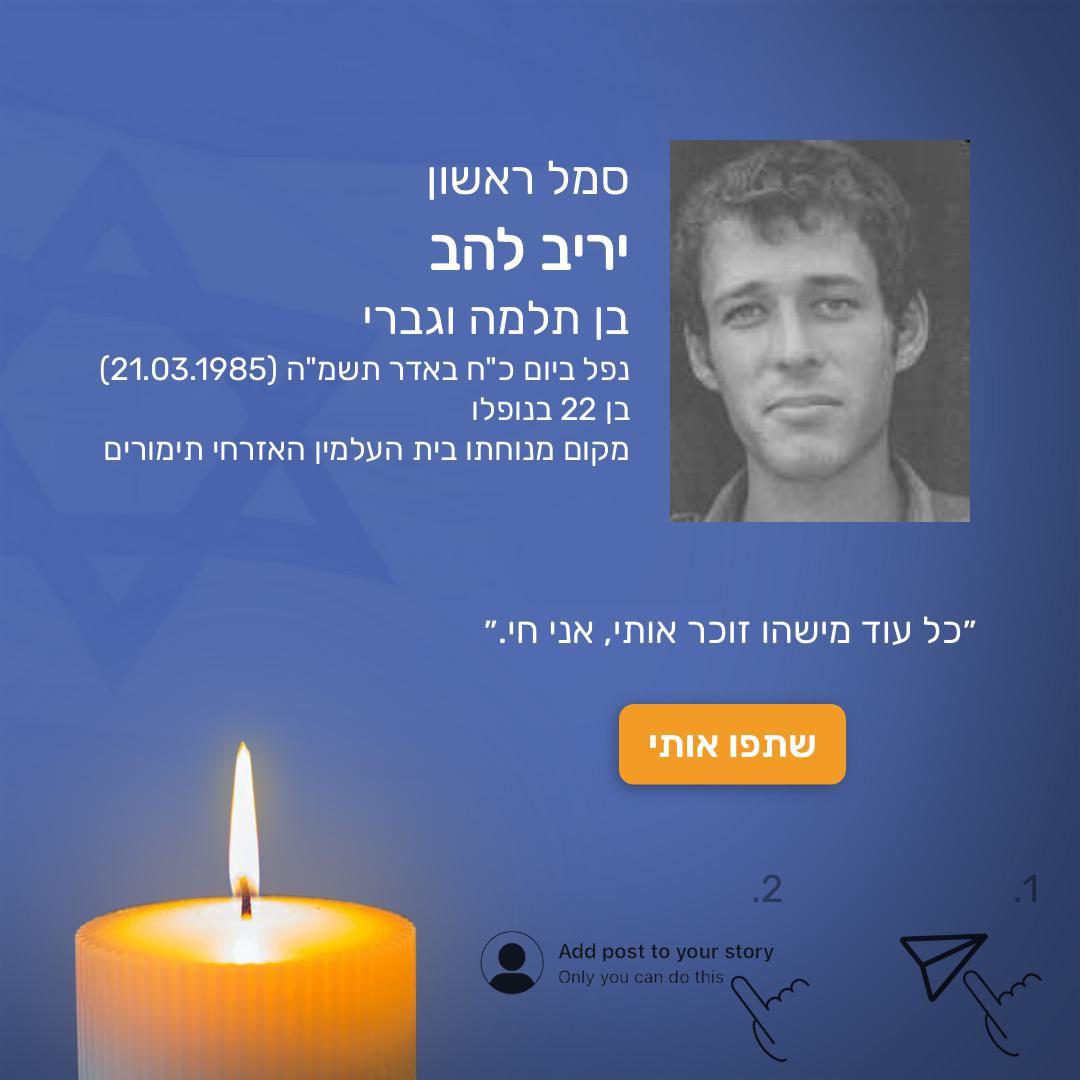 סמל ראשון
יריב להב
בן תלמה וגברי
נפל ביום כ"ח באדר תשמ"ה (21.03.1985)
בן 22 בנופלו
מקום מנוחתו בית העלמין האזרחי תימורים
״כל עוד מישהו זוכר אותי, אני חי.״
שתפו אותי
1.
2.
Add post to your story
Only you can do this